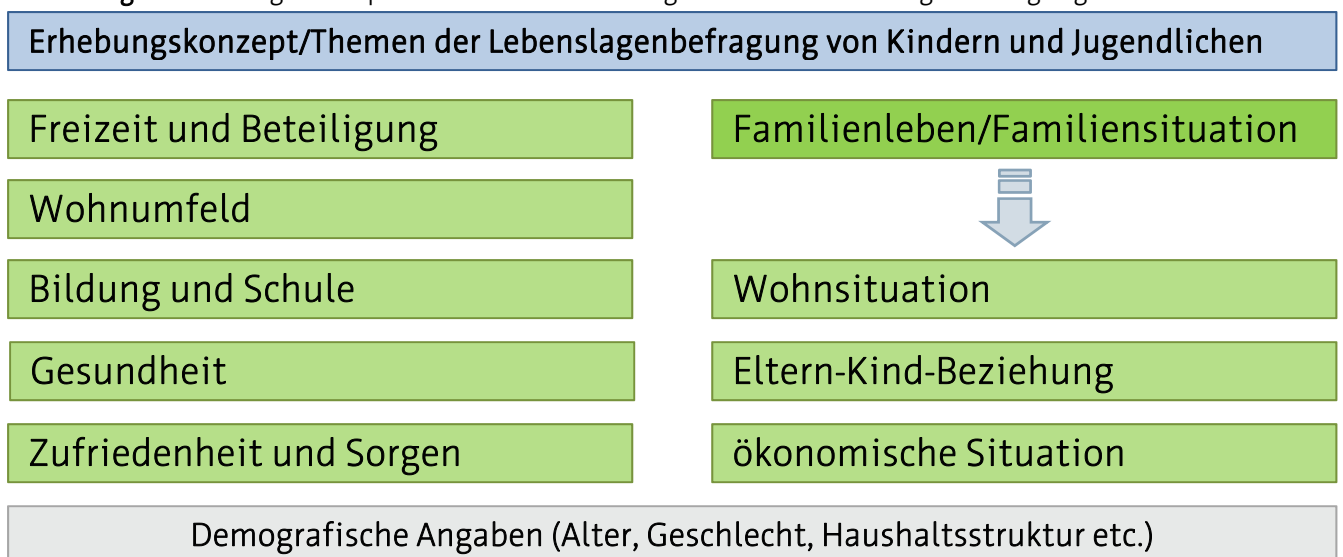 Erhebungskonzept/Themen der Lebenslagenbefragung von Kindern und Jugendlichen
Freizeit und Beteiligung
Wohnumfeld
Bildung und Schule
Gesundheit
Zufriedenheit und Sorgen
Familienleben/Familiensituation
Wohnsituation
Eltern-Kind-Beziehung
ökonomische Situation
Demografische Angaben (Alter, Geschlecht, Haushaltsstruktur etc.)